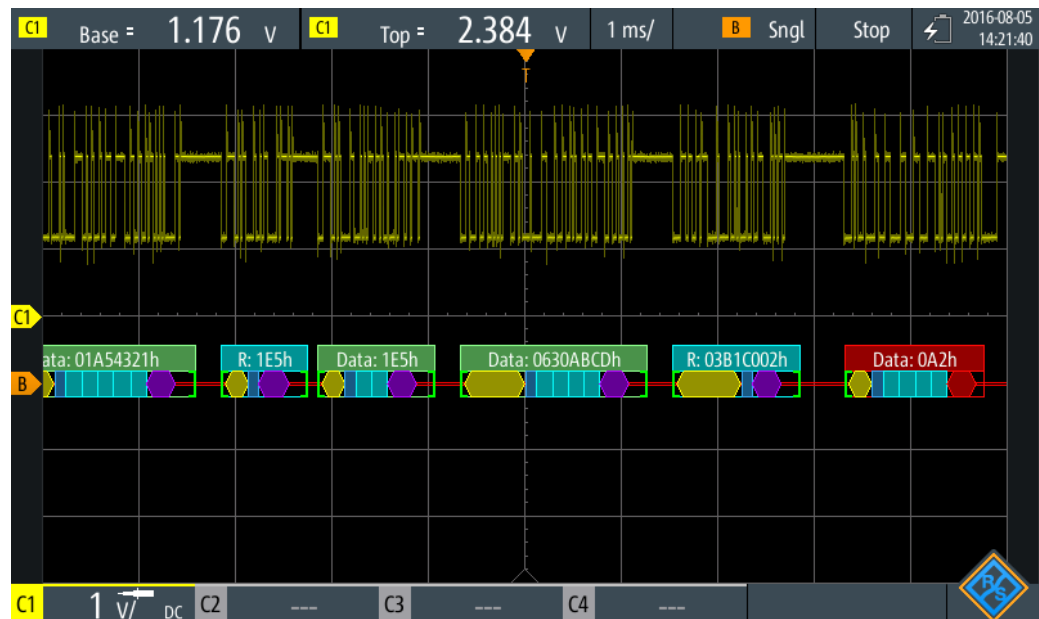 C1 Base = 1.176 V C1 Top = 2.384 V 1 ms/ B Sngl Stop 2016-08-05
14:21:40
T
C1
ata: 01A54321h R: 1E5h Data: 1E5h Data: 0630ABCDh R: 03B1C002h Data: 0A2h
B
C1 1 V/ DC C2 --- C3 --- C4 ---
R&S